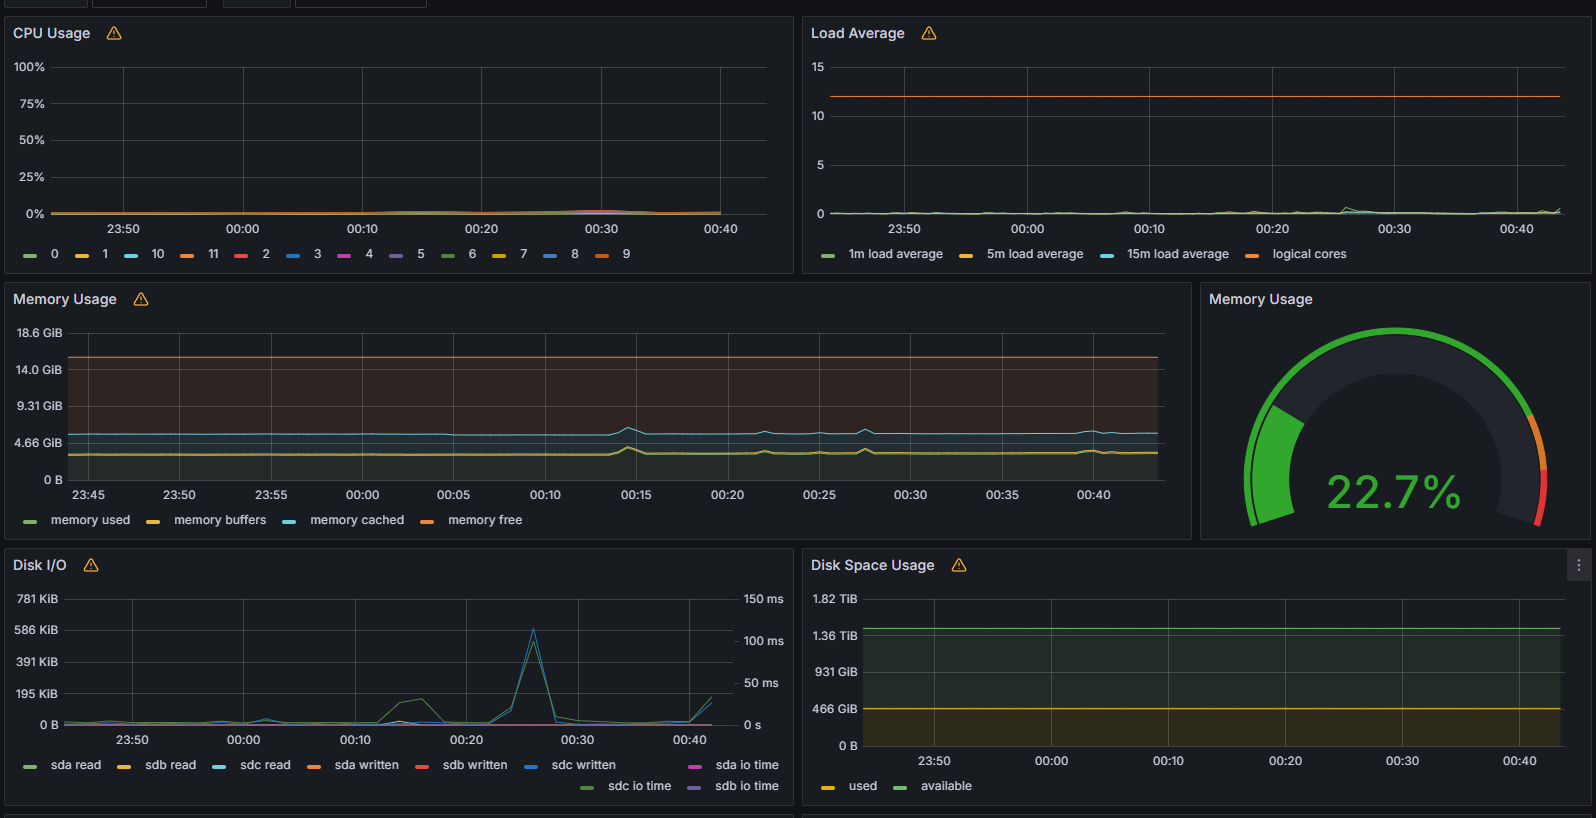 CPU Usage
100%
75%
50%
25%
0%
23:50 00:00 00:10 00:20 00:30 00:40
0 1 10 11 2 3 4 5 6 7 8 9
Load Average
15
10
5
0
23:50 00:00 00:10 00:20 00:30 00:40
1m load average 5m load average 15m load average logical cores
Memory Usage
18.6 GiB
14.0 GiB
9.31 GiB
4.66 GiB
0 B
23:45 23:50 23:55 00:00 00:05 00:10 00:15 00:20 00:25 00:30 00:35 00:40
memory used memory buffers memory cached memory free
Memory Usage
22.7%
Disk I/O
781 KiB 150 ms
586 KiB 100 ms
391 KiB
195 KiB 50 ms
0 B 0 s
23:50 00:00 00:10 00:20 00:30 00:40
sda read sdb read sdc read sda written sdb written sdc written sda io time
sdc io time sdb io time
Disk Space Usage
1.82 TiB
1.36 TiB
931 GiB
466 GiB
0 B
23:50 00:00 00:10 00:20 00:30 00:40
used available